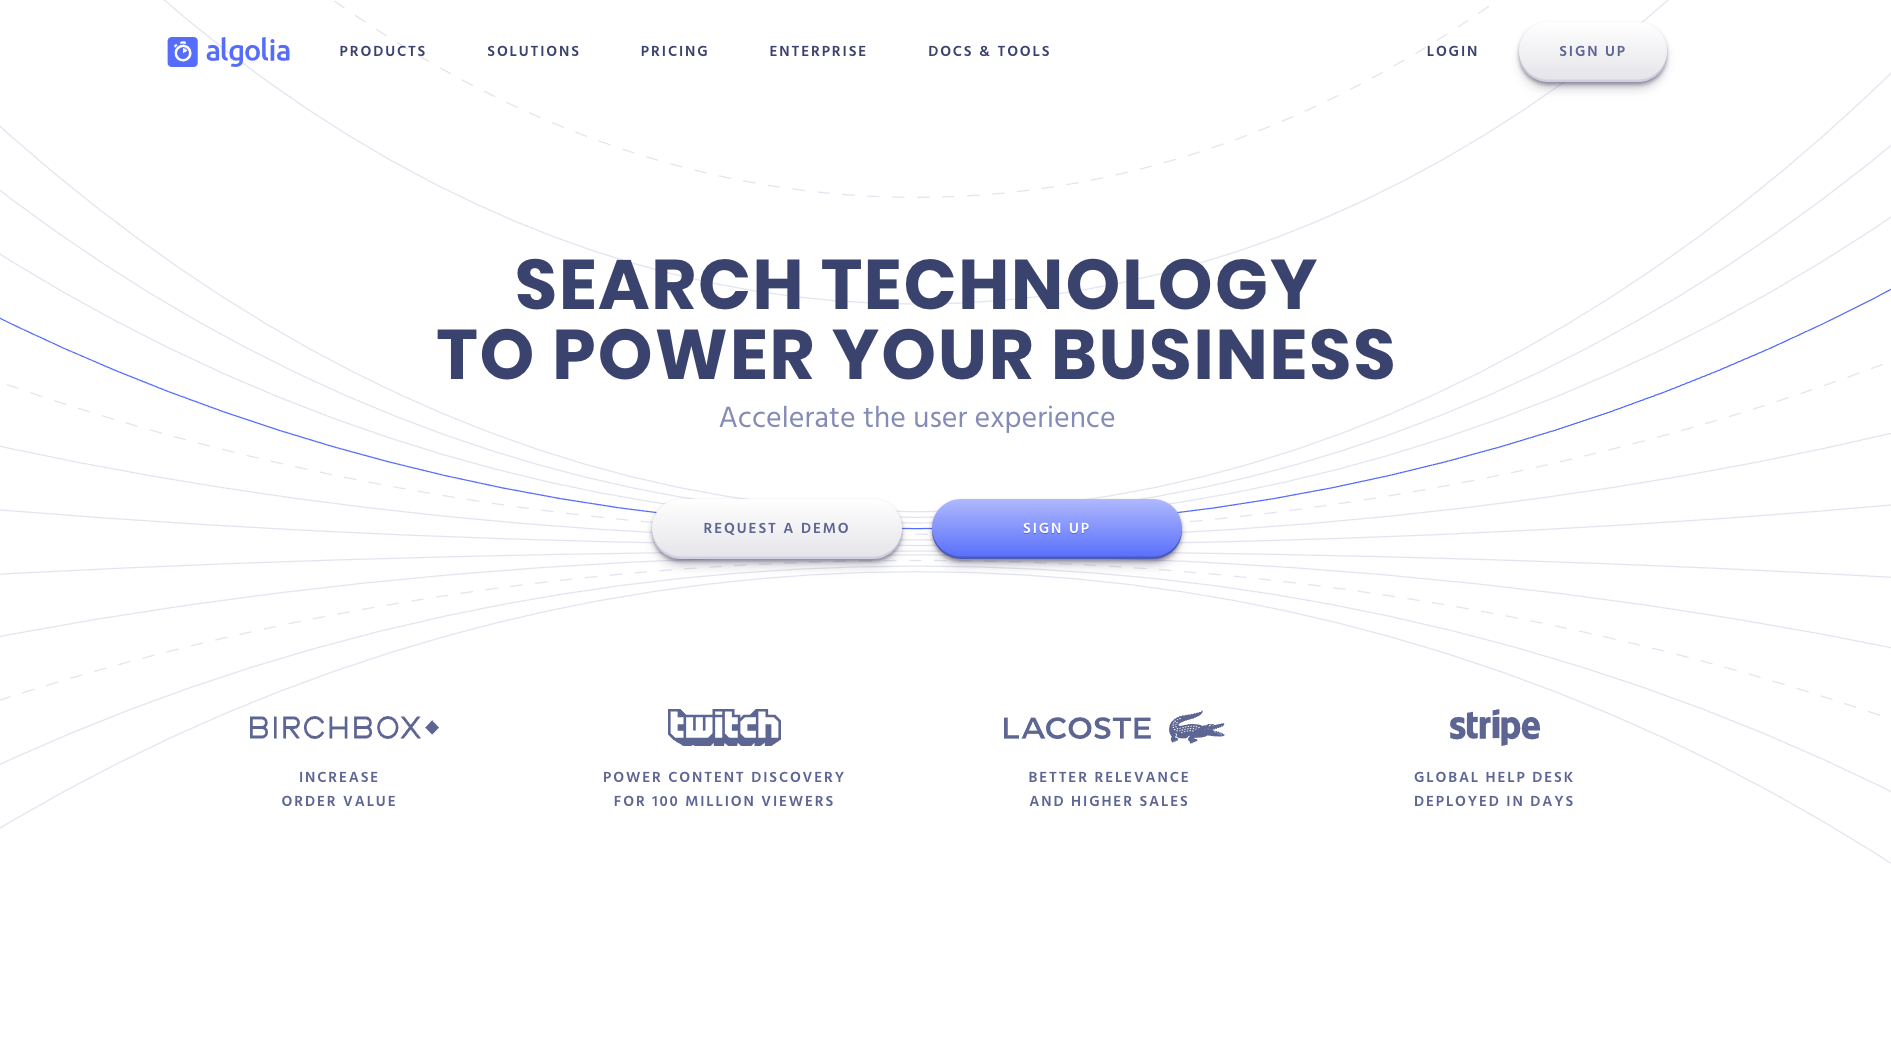 algolia
PRODUCTS
SOLUTIONS
PRICING
ENTERPRISE
DOCS & TOOLS
LOGIN
SIGN UP
SEARCH TECHNOLOGY
TO POWER YOUR BUSINESS
Accelerate the user experience
REQUEST A DEMO
SIGN UP
BIRCHBOX
INCREASE
ORDER VALUE
twitch
POWER CONTENT DISCOVERY
FOR 100 MILLION VIEWERS
LACOSTE
BETTER RELEVANCE
AND HIGHER SALES
stripe
GLOBAL HELP DESK
DEPLOYED IN DAYS